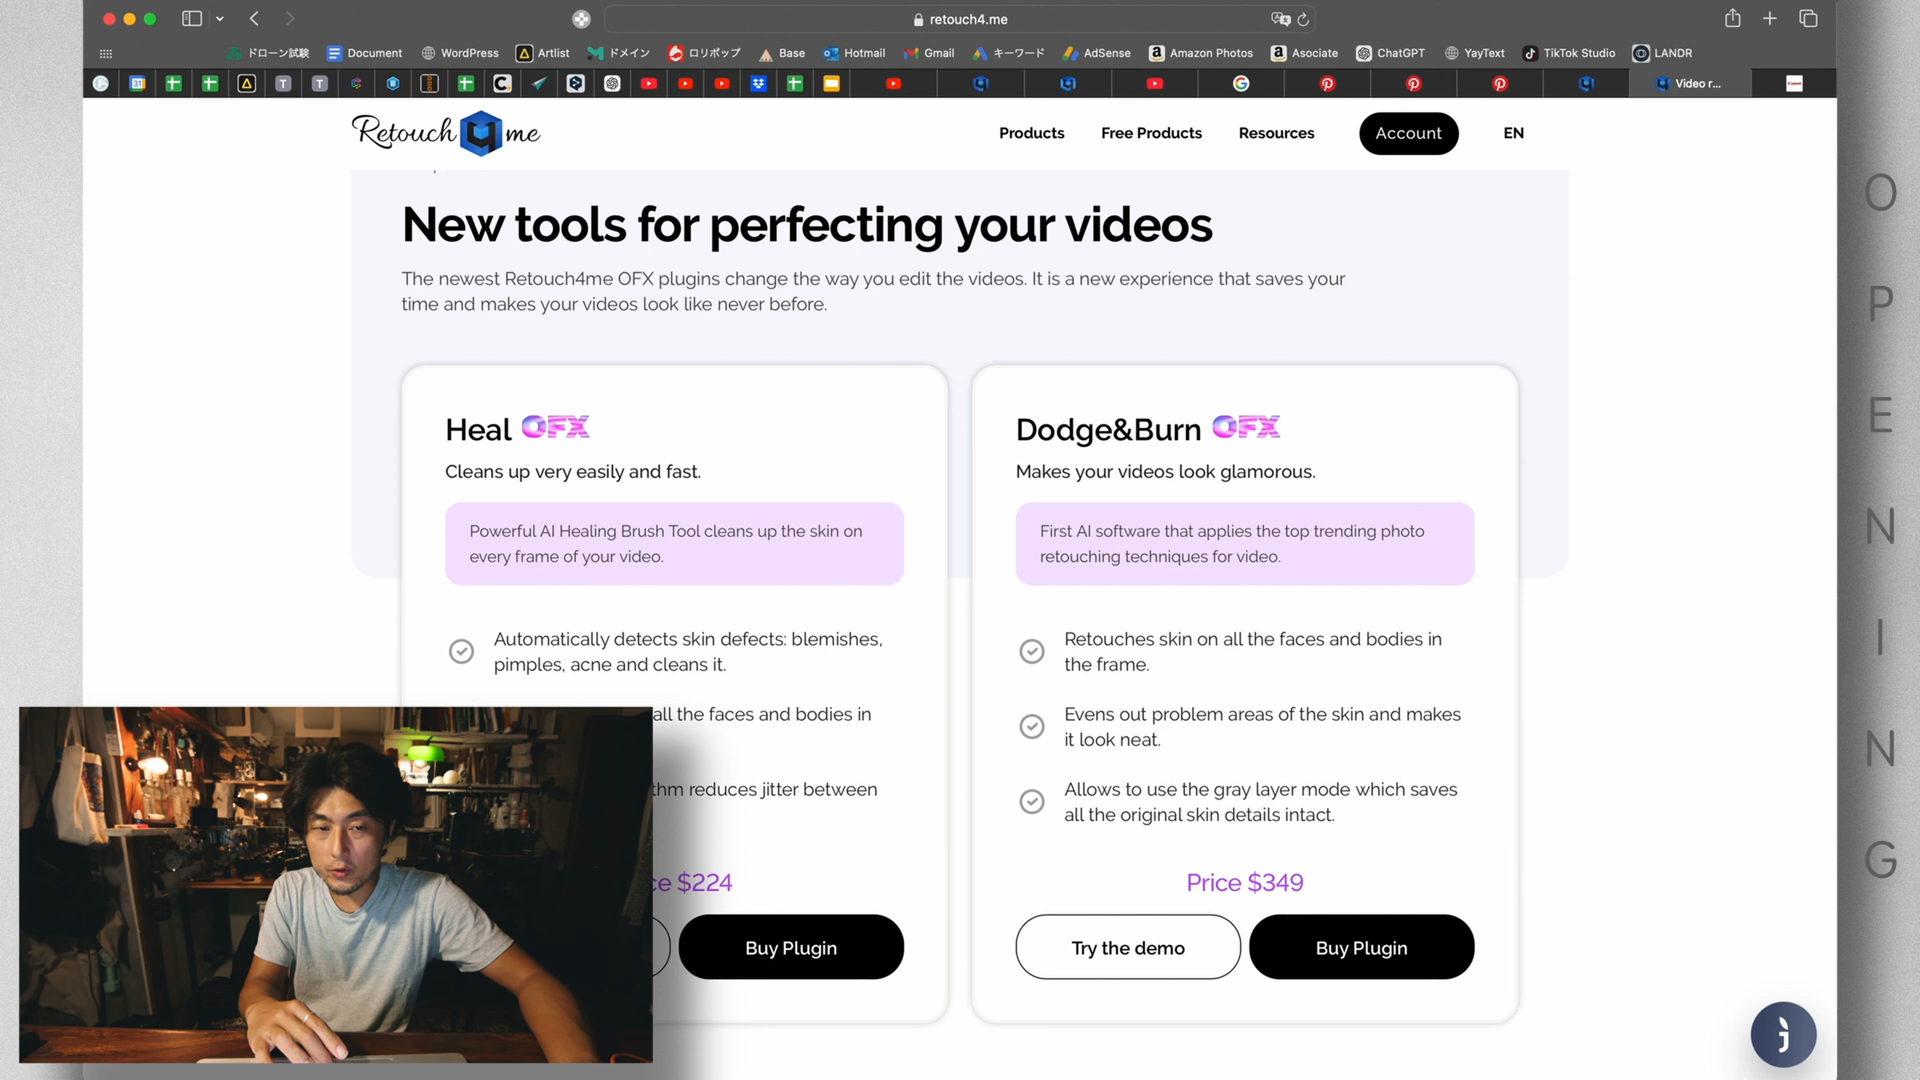 retouch4.me
ドローン試験 Document WordPress Artlist ドメイン ロリポップ Base Hotmail Gmail キーワード AdSense Amazon Photos Asociate ChatGPT YayText TikTok Studio LANDR
Video r...
Retouch4me
Products Free Products Resources Account EN
New tools for perfecting your videos
The newest Retouch4me OFX plugins change the way you edit the videos. It is a new experience that saves your
time and makes your videos look like never before.
Heal OFX
Cleans up very easily and fast.
Powerful AI Healing Brush Tool cleans up the skin on
every frame of your video.
Automatically detects skin defects: blemishes,
pimples, acne and cleans it.
all the faces and bodies in
thm reduces jitter between
ce $224
Buy Plugin
Dodge&Burn OFX
Makes your videos look glamorous.
First AI software that applies the top trending photo
retouching techniques for video.
Retouches skin on all the faces and bodies in
the frame.
Evens out problem areas of the skin and makes
it look neat.
Allows to use the gray layer mode which saves
all the original skin details intact.
Price $349
Try the demo Buy Plugin
OPENING